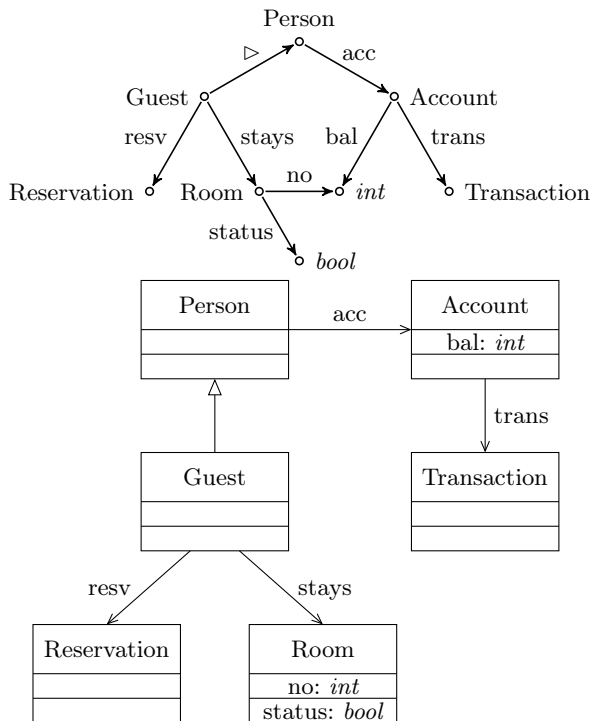 Person
▷ acc
Guest Account
resv stays bal trans
Reservation Room no int Transaction
status
bool
Person Account
acc
bal: int
trans
Guest Transaction
resv stays
Reservation Room
no: int
status: bool